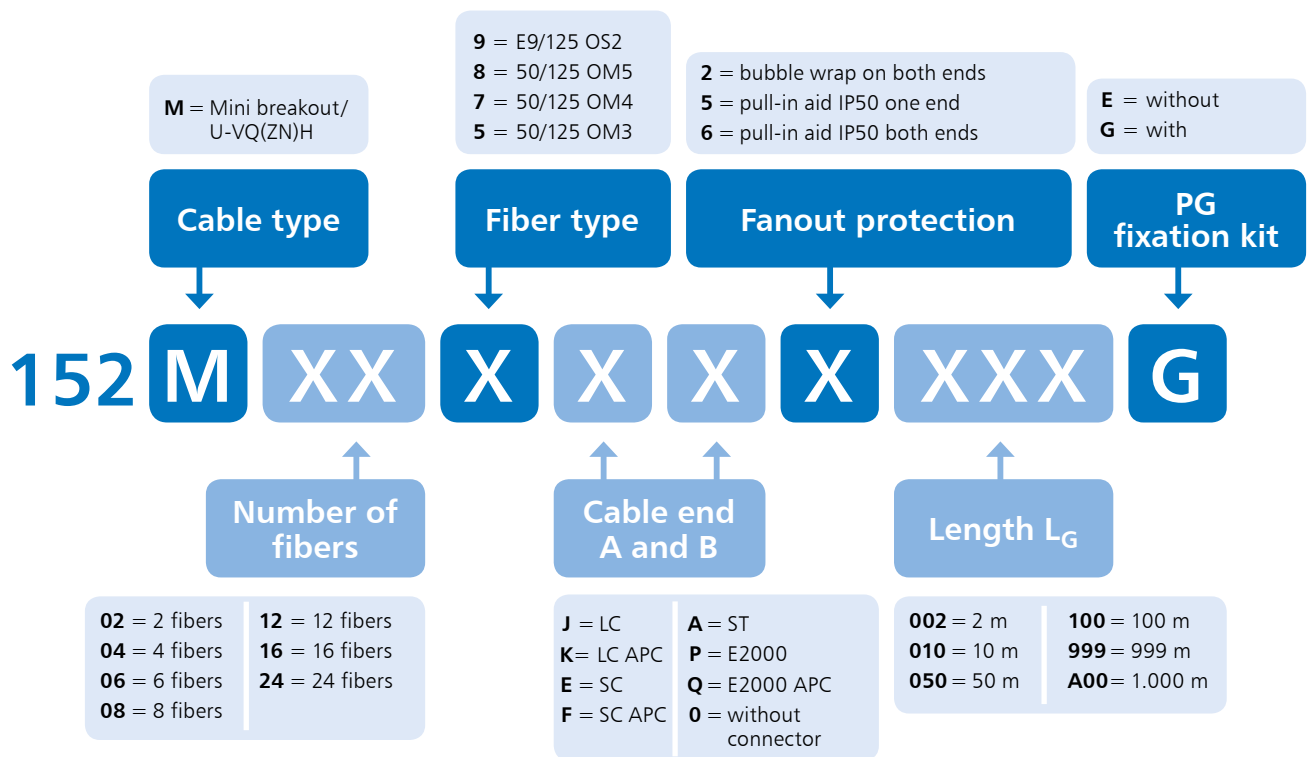 M = Mini breakout/
U-VQ(ZN)H
9 = E9/125 OS2
8 = 50/125 OM5
7 = 50/125 OM4
5 = 50/125 OM3
2 = bubble wrap on both ends
5 = pull-in aid IP50 one end
6 = pull-in aid IP50 both ends
E = without
G = with
Cable type
Fiber type
Fanout protection
PG
fixation kit
152 M XX X X X X XXX G
Number of
fibers
Cable end
A and B
Length LG
02 = 2 fibers
04 = 4 fibers
06 = 6 fibers
08 = 8 fibers
12 = 12 fibers
16 = 16 fibers
24 = 24 fibers
J = LC
K= LC APC
E = SC
F = SC APC
A = ST
P = E2000
Q = E2000 APC
0 = without
connector
002 = 2 m
010 = 10 m
050 = 50 m
100 = 100 m
999 = 999 m
A00 = 1.000 m